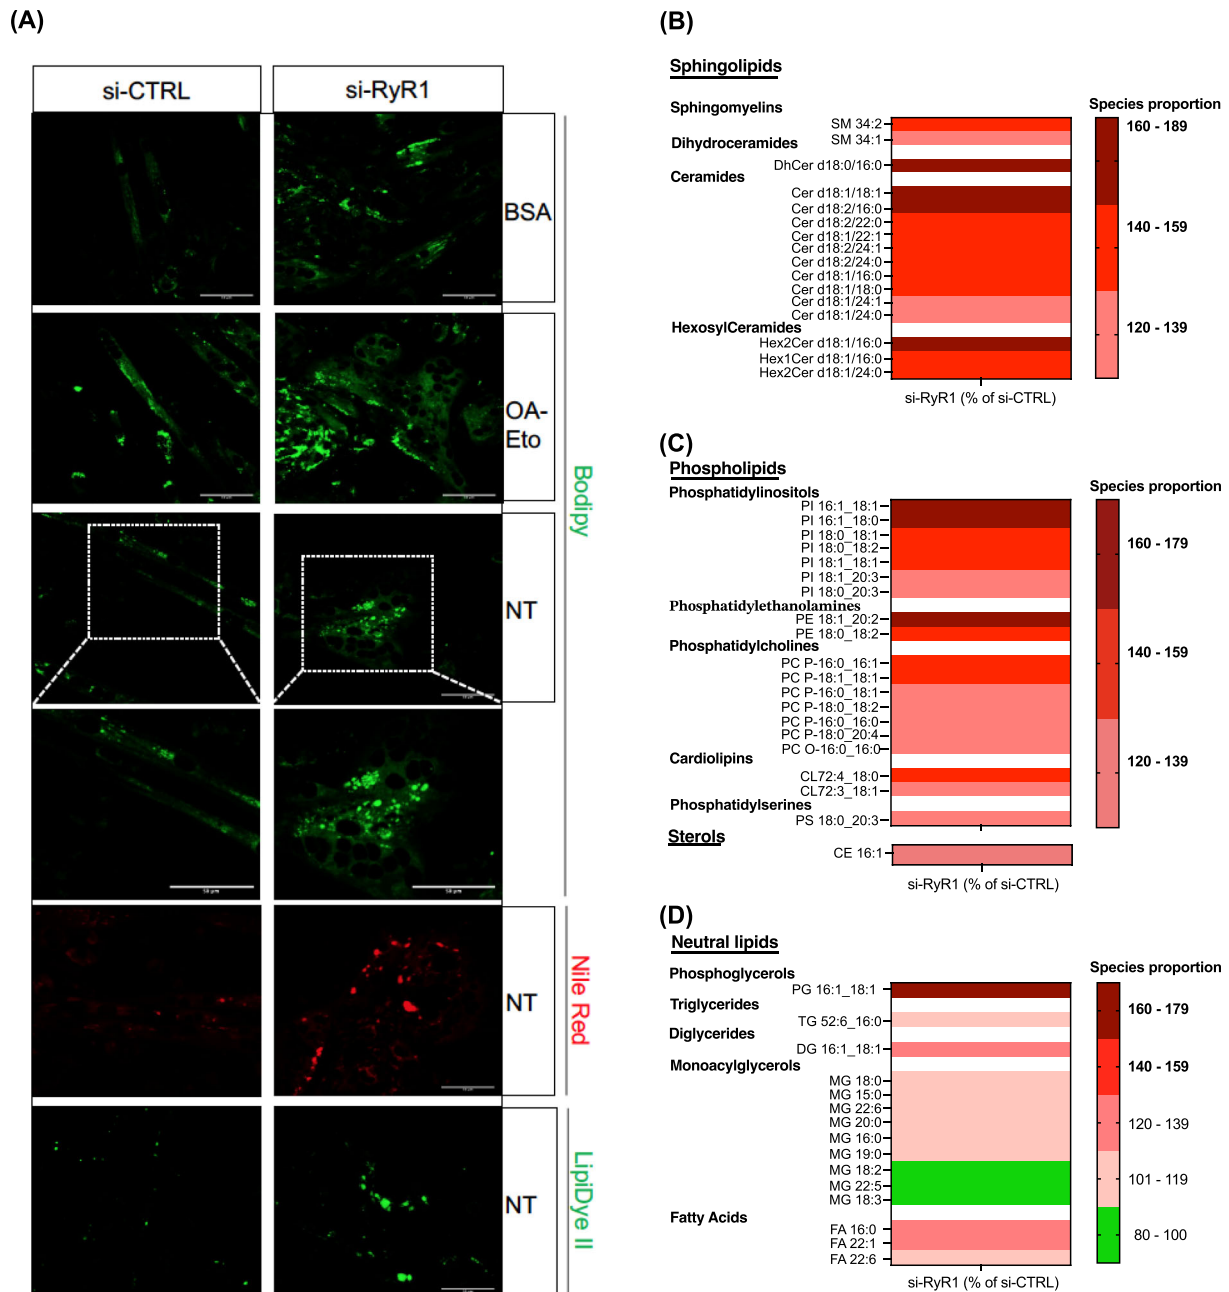 (A)
si-CTRL
si-RyR1
BSA
OA-
Eto
NT
Bodipy
50 µm
50 µm
NT
Nile Red
NT
LipiDye II
(B)
Sphingolipids
Species proportion
Sphingomyelins
SM 34:2
SM 34:1
Dihydroceramides
DhCer d18:0/16:0
Ceramides
Cer d18:1/18:1
Cer d18:2/16:0
Cer d18:2/22:0
Cer d18:1/22:1
Cer d18:2/24:1
Cer d18:2/24:0
Cer d18:1/16:0
Cer d18:1/18:0
Cer d18:1/24:1
Cer d18:1/24:0
HexosylCeramides
Hex2Cer d18:1/16:0
Hex1Cer d18:1/16:0
Hex2Cer d18:1/24:0
si-RyR1 (% of si-CTRL)
160 - 189
140 - 159
120 - 139
(C)
Phospholipids
Species proportion
Phosphatidylinositols
PI 16:1_18:1
PI 16:1_18:0
PI 18:0_18:1
PI 18:0_18:2
PI 18:1_18:1
PI 18:1_20:3
PI 18:0_20:3
Phosphatidylethanolamines
PE 18:1_20:2
PE 18:0_18:2
Phosphatidylcholines
PC P-16:0_16:1
PC P-18:1_18:1
PC P-16:0_18:1
PC P-18:0_18:2
PC P-16:0_16:0
PC P-18:0_20:4
PC O-16:0_16:0
Cardiolipins
CL72:4_18:0
CL72:3_18:1
Phosphatidylserines
PS 18:0_20:3
Sterols
CE 16:1
si-RyR1 (% of si-CTRL)
160 - 179
140 - 159
120 - 139
(D)
Neutral lipids
Species proportion
Phosphoglycerols
PG 16:1_18:1
Triglycerides
TG 52:6_16:0
Diglycerides
DG 16:1_18:1
Monoacylglycerols
MG 18:0
MG 15:0
MG 22:6
MG 20:0
MG 16:0
MG 19:0
MG 18:2
MG 22:5
MG 18:3
Fatty Acids
FA 16:0
FA 22:1
FA 22:6
si-RyR1 (% of si-CTRL)
160 - 179
140 - 159
120 - 139
101 - 119
80 - 100